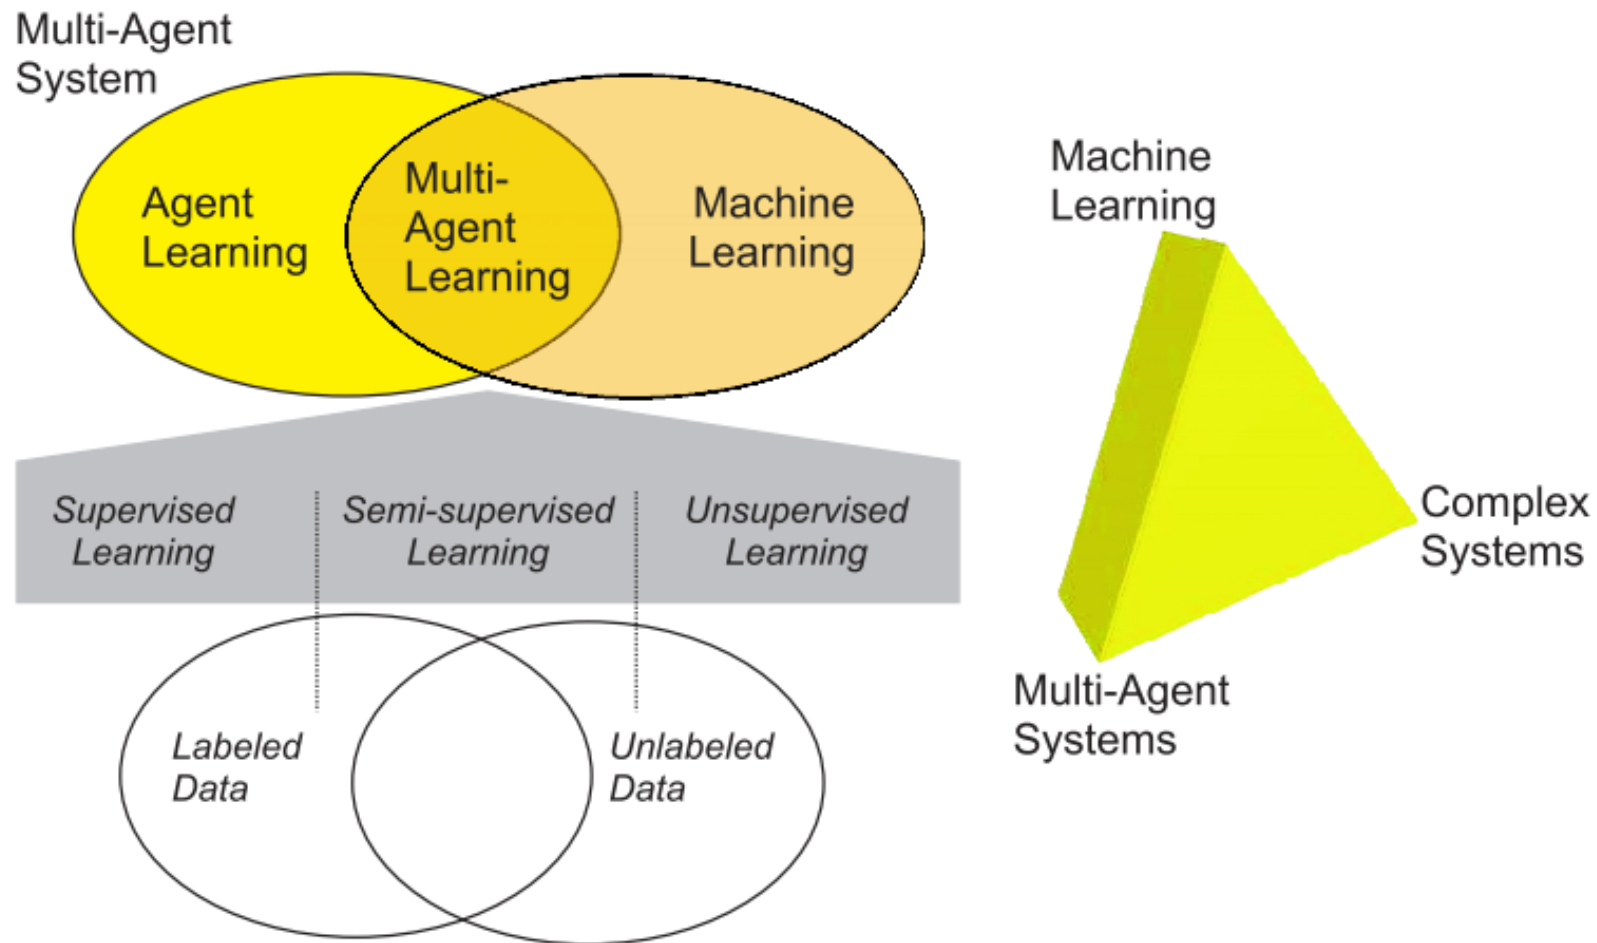 Multi-Agent
System
Agent
Learning
Multi-
Agent
Learning
Machine
Learning
Supervised
Learning
Semi-supervised
Learning
Unsupervised
Learning
Labeled
Data
Unlabeled
Data
Machine
Learning
Complex
Systems
Multi-Agent
Systems